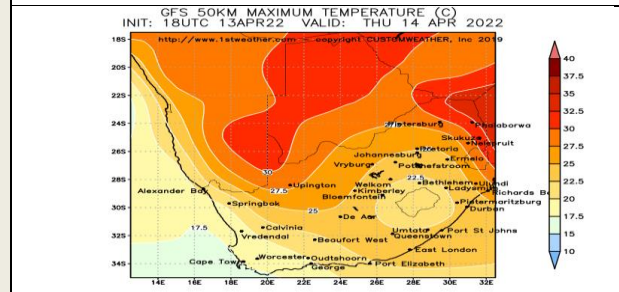 GFS 50KM MAXIMUM TEMPERATURE (C)
INIT: 18UTC 13APR22 VALID: THU 14 APR 2022
http://www.1stweather.com - copyright CUSTOMWEATHER, Inc 2019
18S
20S
22S
24S
26S
28S
30S
32S
34S
Phalaborwa
Skukuza
Nelspruit
Pretoria
Johannesburg
Ermelo
Vryburg
Potchefstroom
30
22.5
27.5
Upington
Welkom
Bethlehem
Ulundi
Alexander Bay
Kimberley
Ladysmith
Richards B
Bloemfontein
Springbok
25
Pietermaritzburg
Durban
De Aar
17.5
Calvinia
Umtata
Port St Johns
Vredendal
Beaufort West
Queenstown
East London
Worcester
Oudtshoorn
Cape Town
George
Port Elizabeth
14E 16E 18E 20E 22E 24E 26E 28E 30E 32E
40
37.5
35
32.5
30
27.5
25
22.5
20
17.5
15
10